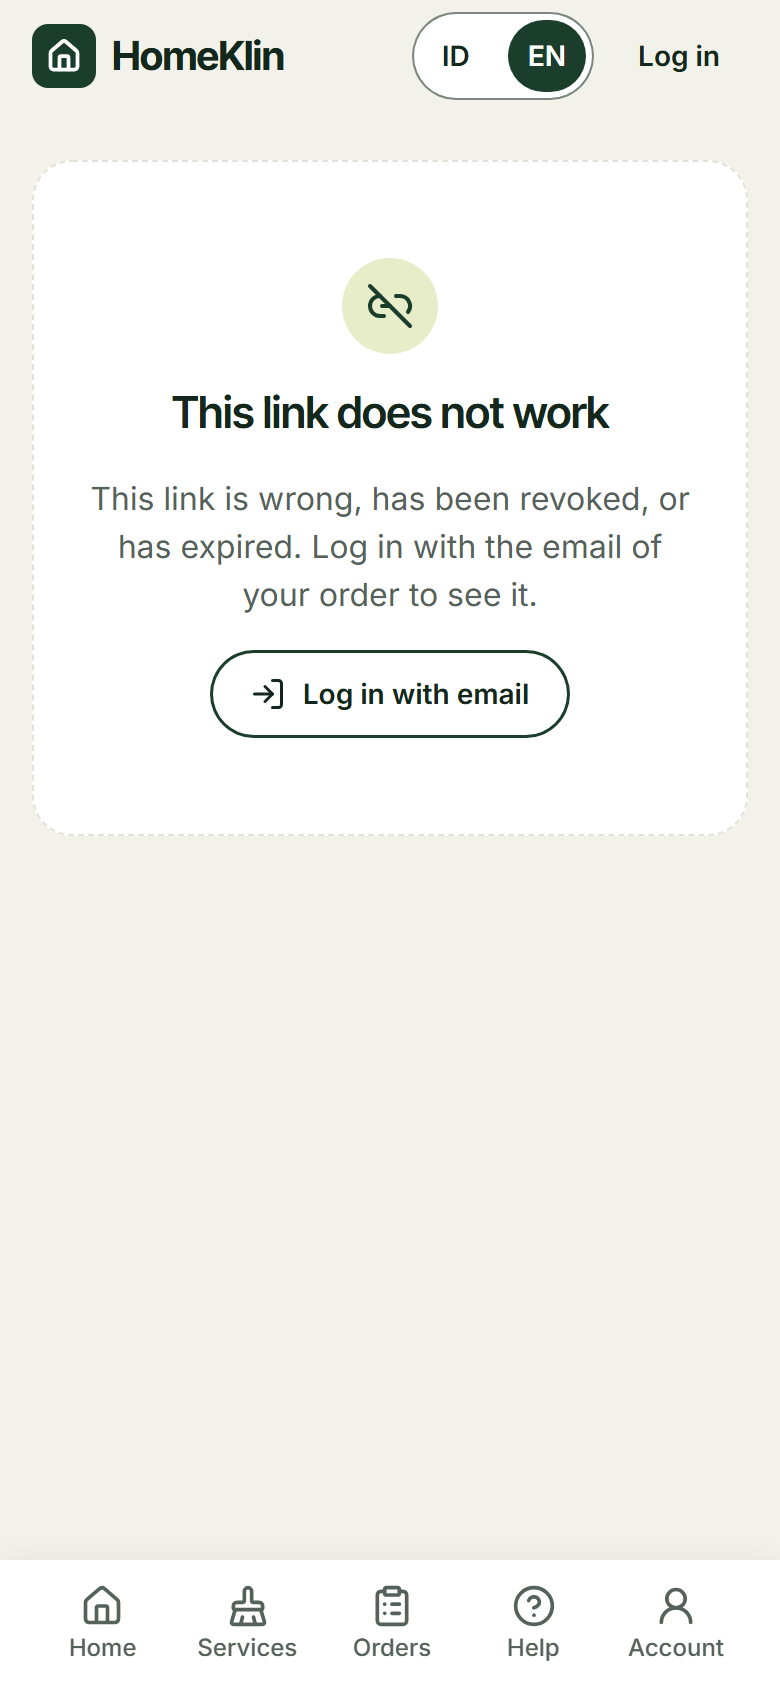 HomeKlin
ID
EN
Log in
This link does not work
This link is wrong, has been revoked, or
has expired. Log in with the email of
your order to see it.
Log in with email
Home
Services
Orders
Help
Account